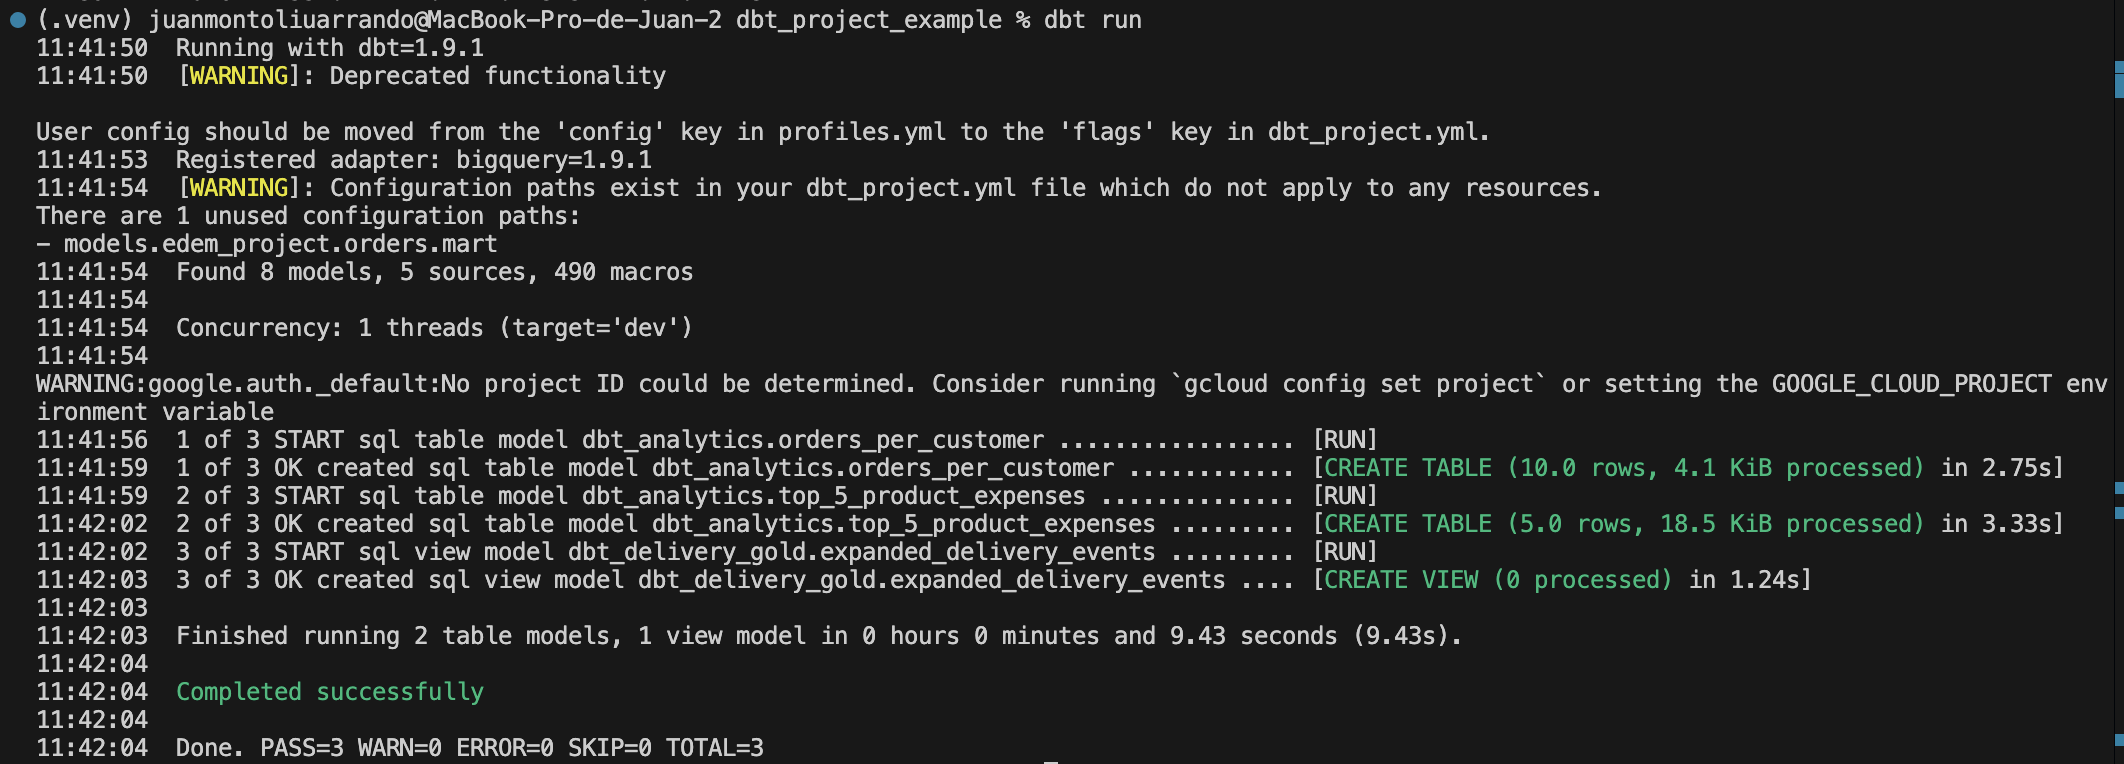 (.venv) juanmontoliuarrando@MacBook-Pro-de-Juan-2 dbt_project_example % dbt run
11:41:50  Running with dbt=1.9.1
11:41:50  [WARNING]: Deprecated functionality

User config should be moved from the 'config' key in profiles.yml to the 'flags' key in dbt_project.yml.
11:41:53  Registered adapter: bigquery=1.9.1
11:41:54  [WARNING]: Configuration paths exist in your dbt_project.yml file which do not apply to any resources.
There are 1 unused configuration paths:
- models.edem_project.orders.mart
11:41:54  Found 8 models, 5 sources, 490 macros
11:41:54
11:41:54  Concurrency: 1 threads (target='dev')
11:41:54
WARNING:google.auth._default:No project ID could be determined. Consider running `gcloud config set project` or setting the GOOGLE_CLOUD_PROJECT env
ironment variable
11:41:56  1 of 3 START sql table model dbt_analytics.orders_per_customer ................. [RUN]
11:41:59  1 of 3 OK created sql table model dbt_analytics.orders_per_customer ............ [CREATE TABLE (10.0 rows, 4.1 KiB processed) in 2.75s]
11:41:59  2 of 3 START sql table model dbt_analytics.top_5_product_expenses .............. [RUN]
11:42:02  2 of 3 OK created sql table model dbt_analytics.top_5_product_expenses ......... [CREATE TABLE (5.0 rows, 18.5 KiB processed) in 3.33s]
11:42:02  3 of 3 START sql view model dbt_delivery_gold.expanded_delivery_events ......... [RUN]
11:42:03  3 of 3 OK created sql view model dbt_delivery_gold.expanded_delivery_events .... [CREATE VIEW (0 processed) in 1.24s]
11:42:03
11:42:03  Finished running 2 table models, 1 view model in 0 hours 0 minutes and 9.43 seconds (9.43s).
11:42:04
11:42:04  Completed successfully
11:42:04
11:42:04  Done. PASS=3 WARN=0 ERROR=0 SKIP=0 TOTAL=3